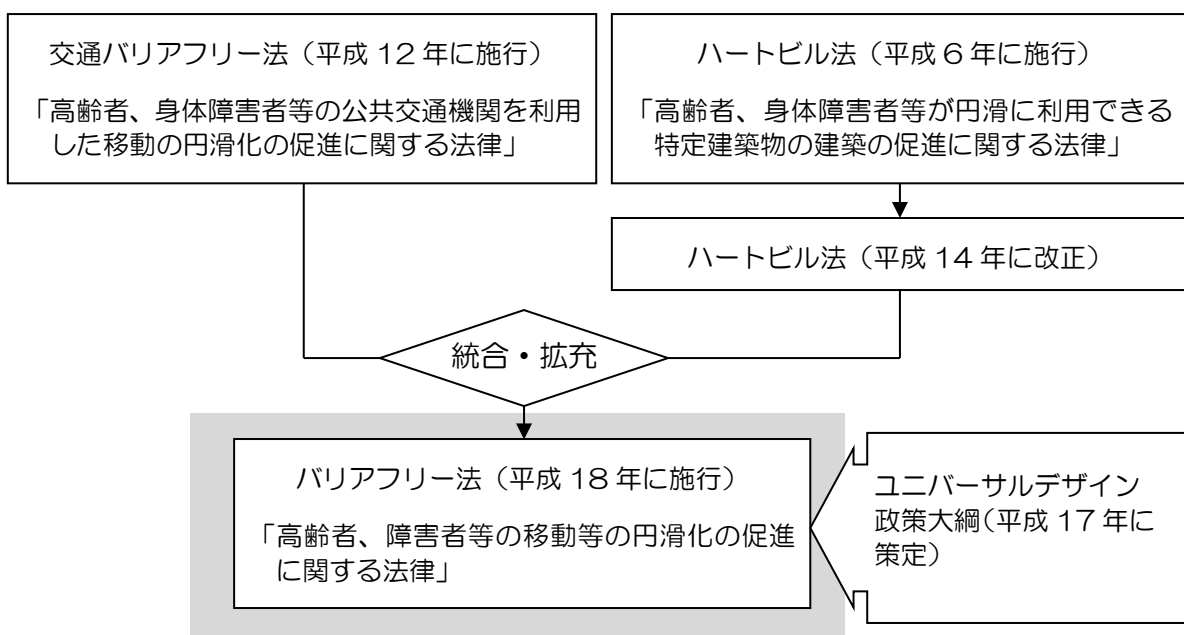 交通バリアフリー法（平成 12 年に施行）
「高齢者、身体障害者等の公共交通機関を利用
した移動の円滑化の促進に関する法律」
ハートビル法（平成 6 年に施行）
「高齢者、身体障害者等が円滑に利用できる
特定建築物の建築の促進に関する法律」
ハートビル法（平成 14 年に改正）
統合・拡充
バリアフリー法（平成 18 年に施行）
「高齢者、障害者等の移動等の円滑化の促進
に関する法律」
ユニバーサルデザイン
政策大綱（平成 17 年に
策定）